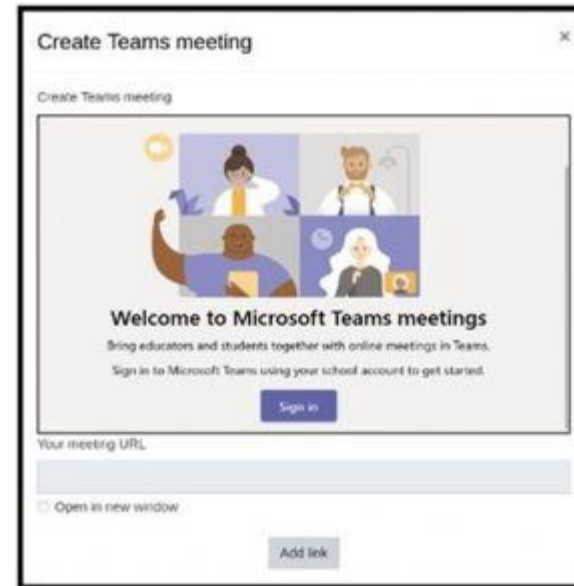 Create Teams meeting
×
Create Teams meeting
Welcome to Microsoft Teams meetings
Bring educators and students together with online meetings in Teams.
Sign in to Microsoft Teams using your school account to get started.
Sign in
Your meeting URL
Open in new window
Add link